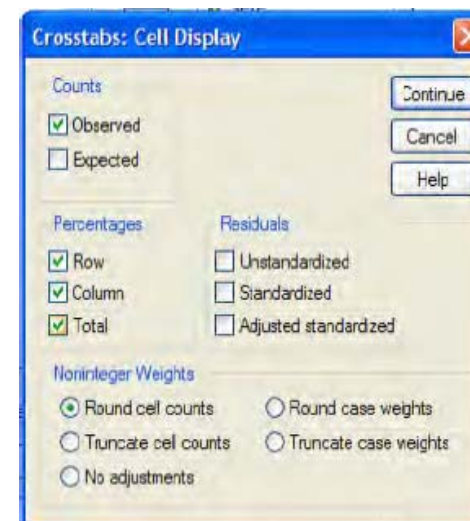 Crosstabs: Cell Display
Counts
Observed
Expected
Continue
Cancel
Help
Percentages
Row
Column
Total
Residuals
Unstandardized
Standardized
Adjusted standardized
Noninteger Weights
Round cell counts
Round case weights
Truncate cell counts
Truncate case weights
No adjustments